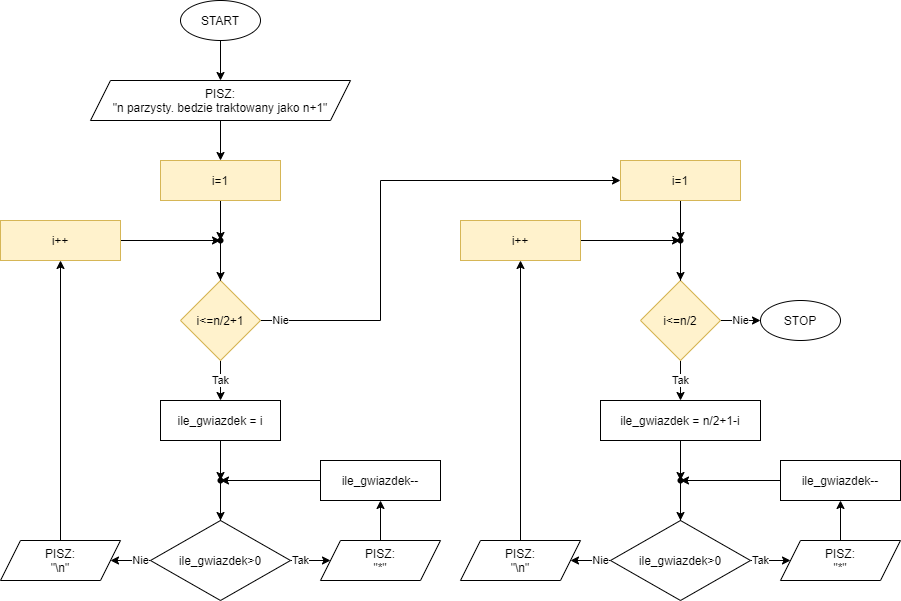 START
PISZ:
"n parzysty. bedzie traktowany jako n+1"
i=1
i++
i<=n/2+1
Nie
Tak
ile_gwiazdek = i
ile_gwiazdek--
ile_gwiazdek>0
Nie
Tak
PISZ:
"\n"
PISZ:
"*"
i=1
i++
i<=n/2
Nie
STOP
Tak
ile_gwiazdek = n/2+1-i
ile_gwiazdek--
ile_gwiazdek>0
Nie
Tak
PISZ:
"\n"
PISZ:
"*"